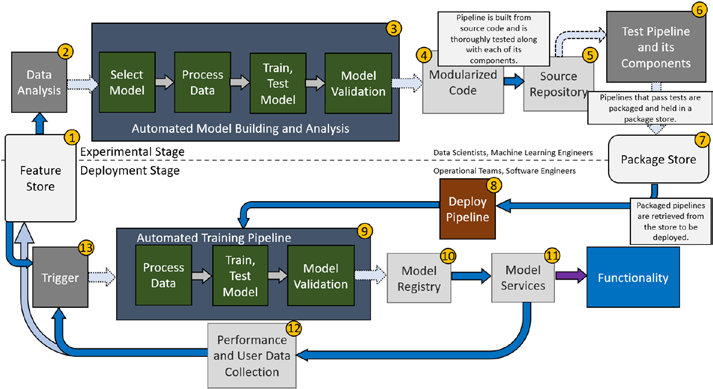 1
Feature
Store
2
Data
Analysis
3
Select
Model
Process
Data
Train,
Test
Model
Model
Validation
Automated Model Building and Analysis
4
Modularized
Code
Pipeline is built from
source code and is
thoroughly tested along
with each of its
components.
5
Source
Repository
6
Test Pipeline
and its
Components
Pipelines that pass tests are
packaged and held in a
package store.
7
Package Store
Experimental Stage
Data Scientists, Machine Learning Engineers
Deployment Stage
Operational Teams, Software Engineers
Packaged pipelines
are retrieved from
the store to be
deployed.
8
Deploy
Pipeline
9
Automated Training Pipeline
Process
Data
Train,
Test
Model
Model
Validation
10
Model
Registry
11
Model
Services
Functionality
12
Performance
and User Data
Collection
13
Trigger